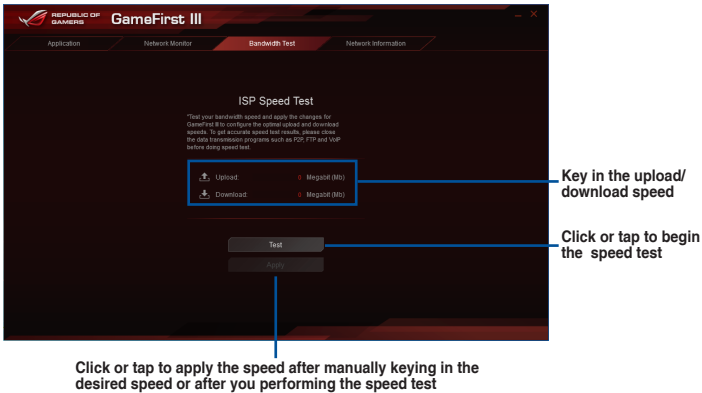 REPUBLIC OF
GAMERS
GameFirst III
Application
Network Monitor
Bandwidth Test
Network Information
ISP Speed Test
*Test your bandwidth speed and apply the changes for
GameFirst III to configure the optimal upload and download
speeds. To get accurate speed test results, please close
the data transmission programs such as P2P, FTP and VoIP
before doing speed test.
Upload: 0 Megabit (Mb)
Download: 0 Megabit (Mb)
Key in the upload/
download speed
Test
Click or tap to begin
the speed test
Apply
Click or tap to apply the speed after manually keying in the
desired speed or after you performing the speed test